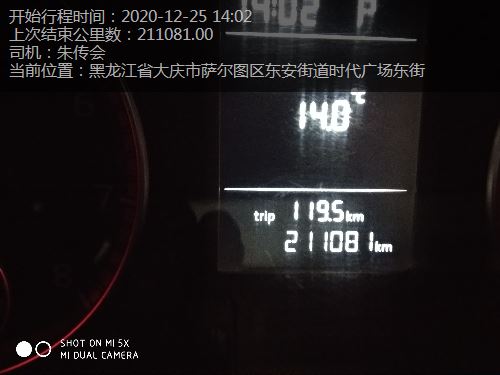 开始行程时间：2020-12-25 14:02
上次结束公里数：211081.00
司机：朱传会
当前位置：黑龙江省大庆市萨尔图区东安街道时代广场东街
14:02 P
14.0°C
trip 119.5km
211081km
SHOT ON MI 5X
MI DUAL CAMERA